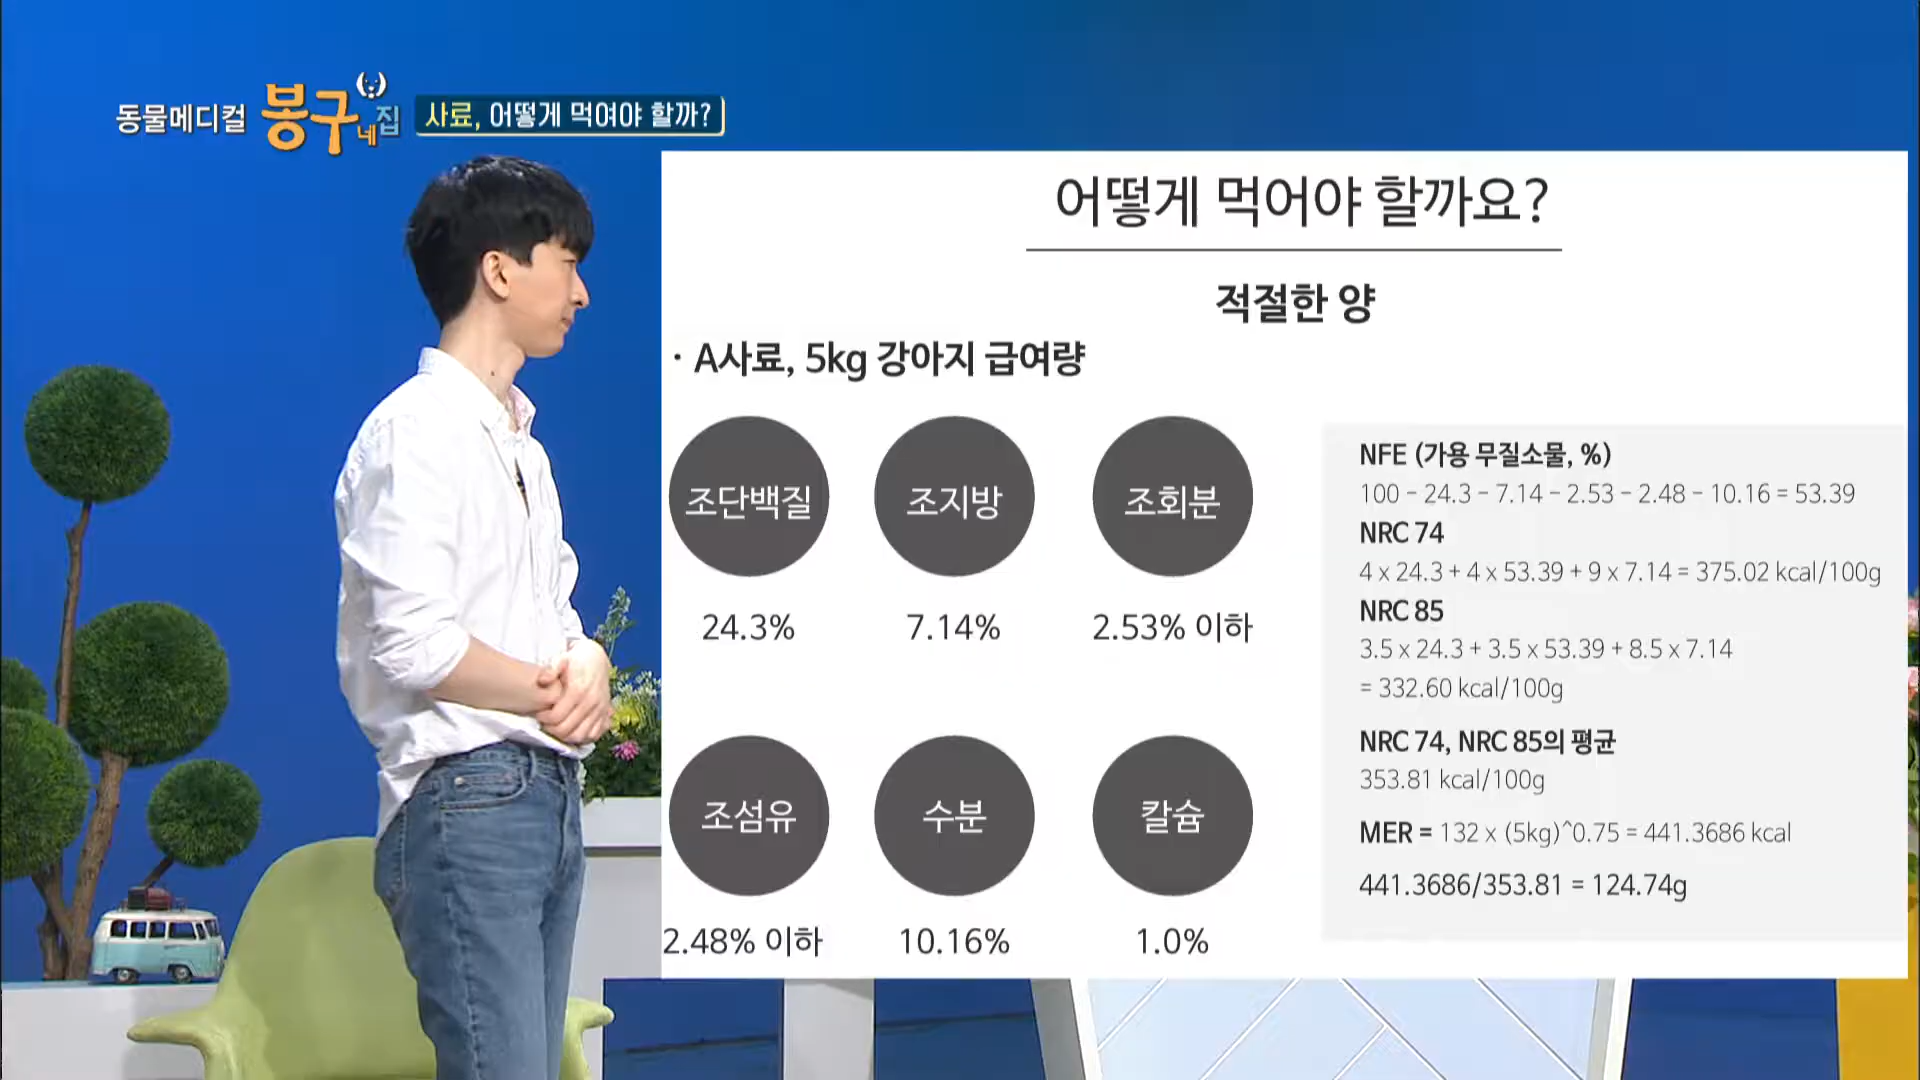 동물메디컬 봉구네집 사료, 어떻게 먹여야 할까?
어떻게 먹어야 할까요?
적절한 양
· A사료, 5kg 강아지 급여량
조단백질 조지방 조회분
24.3% 7.14% 2.53% 이하
조섬유 수분 칼슘
2.48% 이하 10.16% 1.0%
NFE (가용 무질소물, %)
100 – 24.3 – 7.14 – 2.53 – 2.48 – 10.16 = 53.39
NRC 74
4 x 24.3 + 4 x 53.39 + 9 x 7.14 = 375.02 kcal/100g
NRC 85
3.5 x 24.3 + 3.5 x 53.39 + 8.5 x 7.14
= 332.60 kcal/100g
NRC 74, NRC 85의 평균
353.81 kcal/100g
MER = 132 x (5kg)^0.75 = 441.3686 kcal
441.3686/353.81 = 124.74g